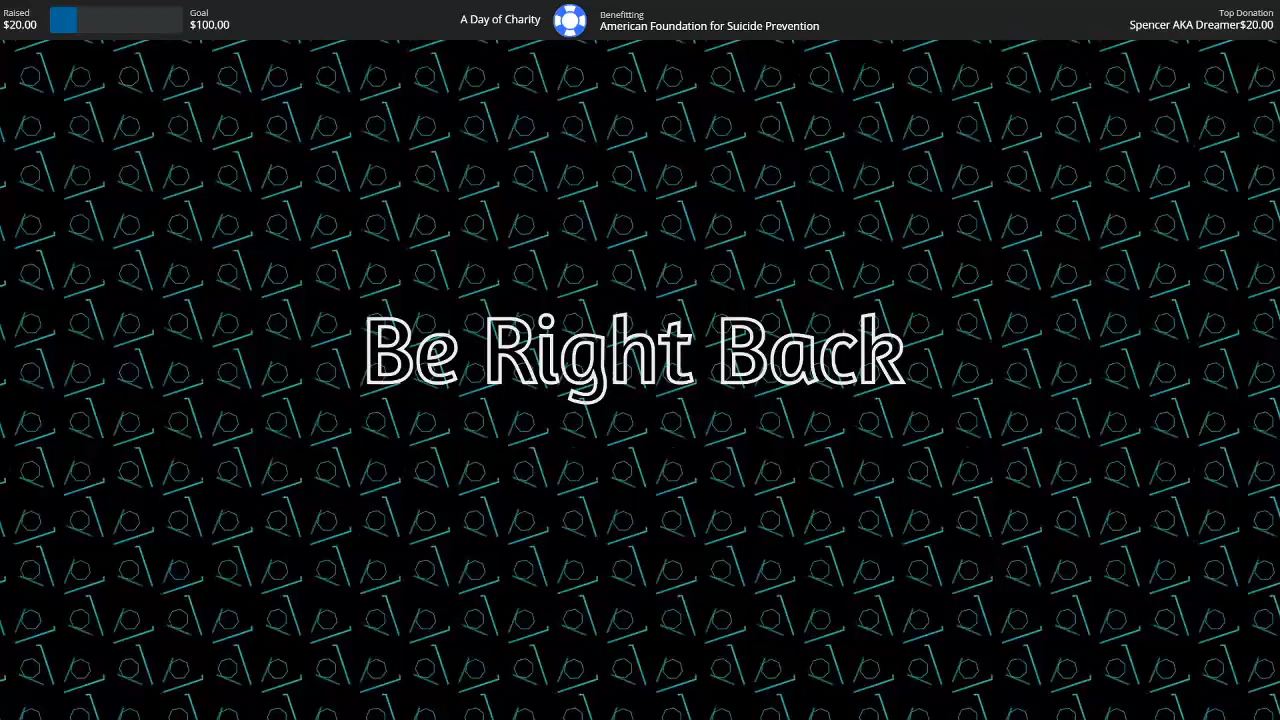 Raised
$20.00
Goal
$100.00
A Day of Charity
Benefitting
American Foundation for Suicide Prevention
Top Donation
Spencer AKA Dreamer$20.00
Be Right Back